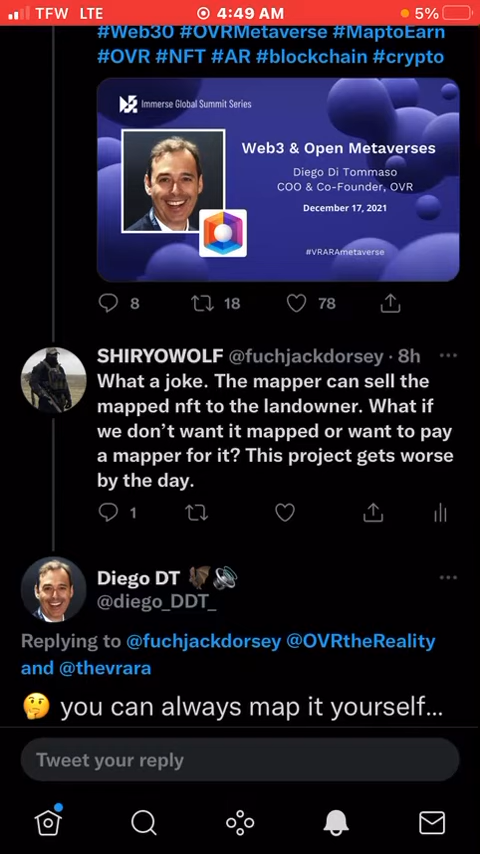 TFW LTE 4:49 AM 5%
#Web30 #OVRMetaverse #MaptoEarn
#OVR #NFT #AR #blockchain #crypto
Immerse Global Summit Series
Web3 & Open Metaverses
Diego Di Tommaso
COO & Co-Founder, OVR
December 17, 2021
#VRARAmetaverse
8 18 78
SHIRYOWOLF @fuchjackdorsey · 8h
What a joke. The mapper can sell the
mapped nft to the landowner. What if
we don’t want it mapped or want to pay
a mapper for it? This project gets worse
by the day.
1
Diego DT 🦇🔊
@diego_DDT_
Replying to @fuchjackdorsey @OVRtheReality
and @thevrara
🤔 you can always map it yourself...
Tweet your reply